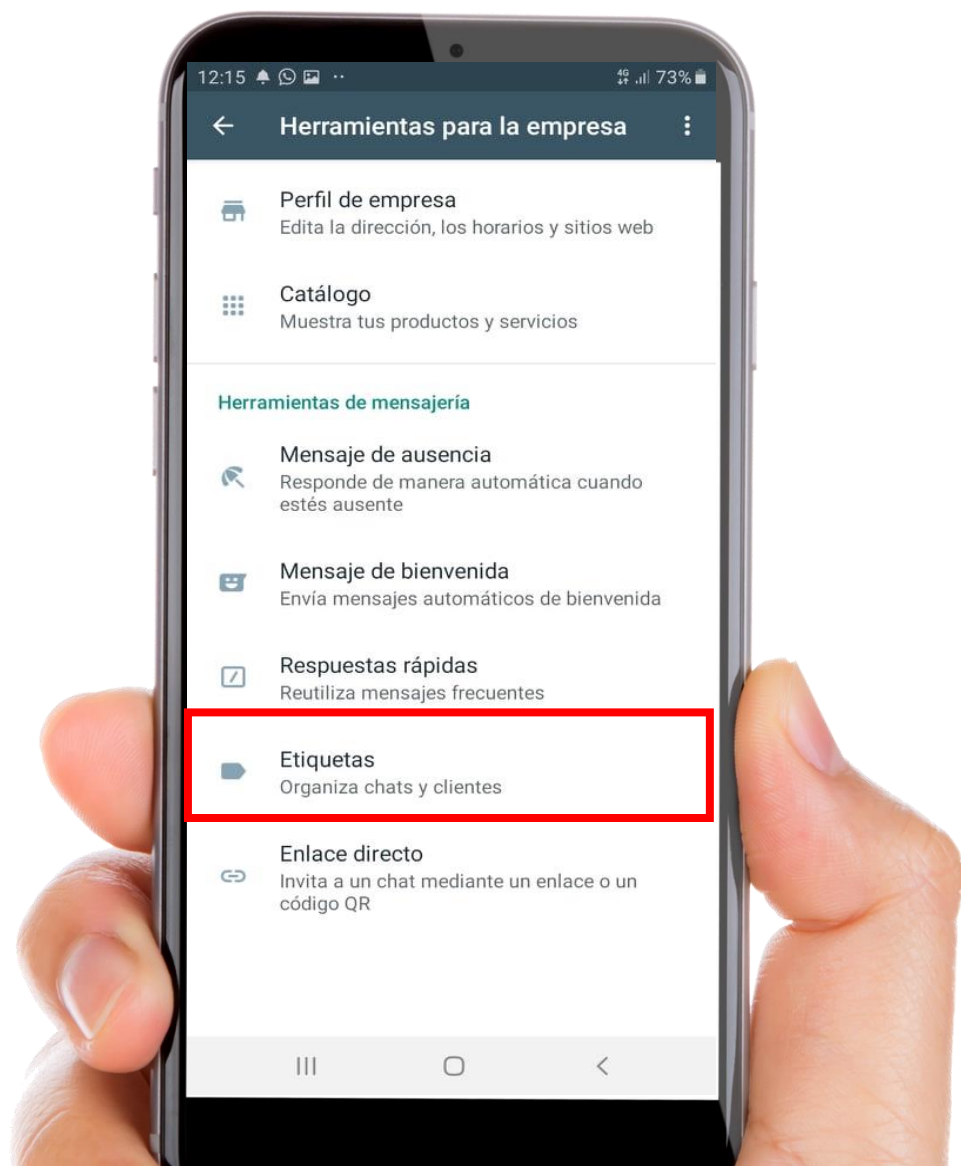 12:15 4G 73%
Herramientas para la empresa
Perfil de empresa
Edita la dirección, los horarios y sitios web
Catálogo
Muestra tus productos y servicios
Herramientas de mensajería
Mensaje de ausencia
Responde de manera automática cuando
estés ausente
Mensaje de bienvenida
Envía mensajes automáticos de bienvenida
Respuestas rápidas
Reutiliza mensajes frecuentes
Etiquetas
Organiza chats y clientes
Enlace directo
Invita a un chat mediante un enlace o un
código QR